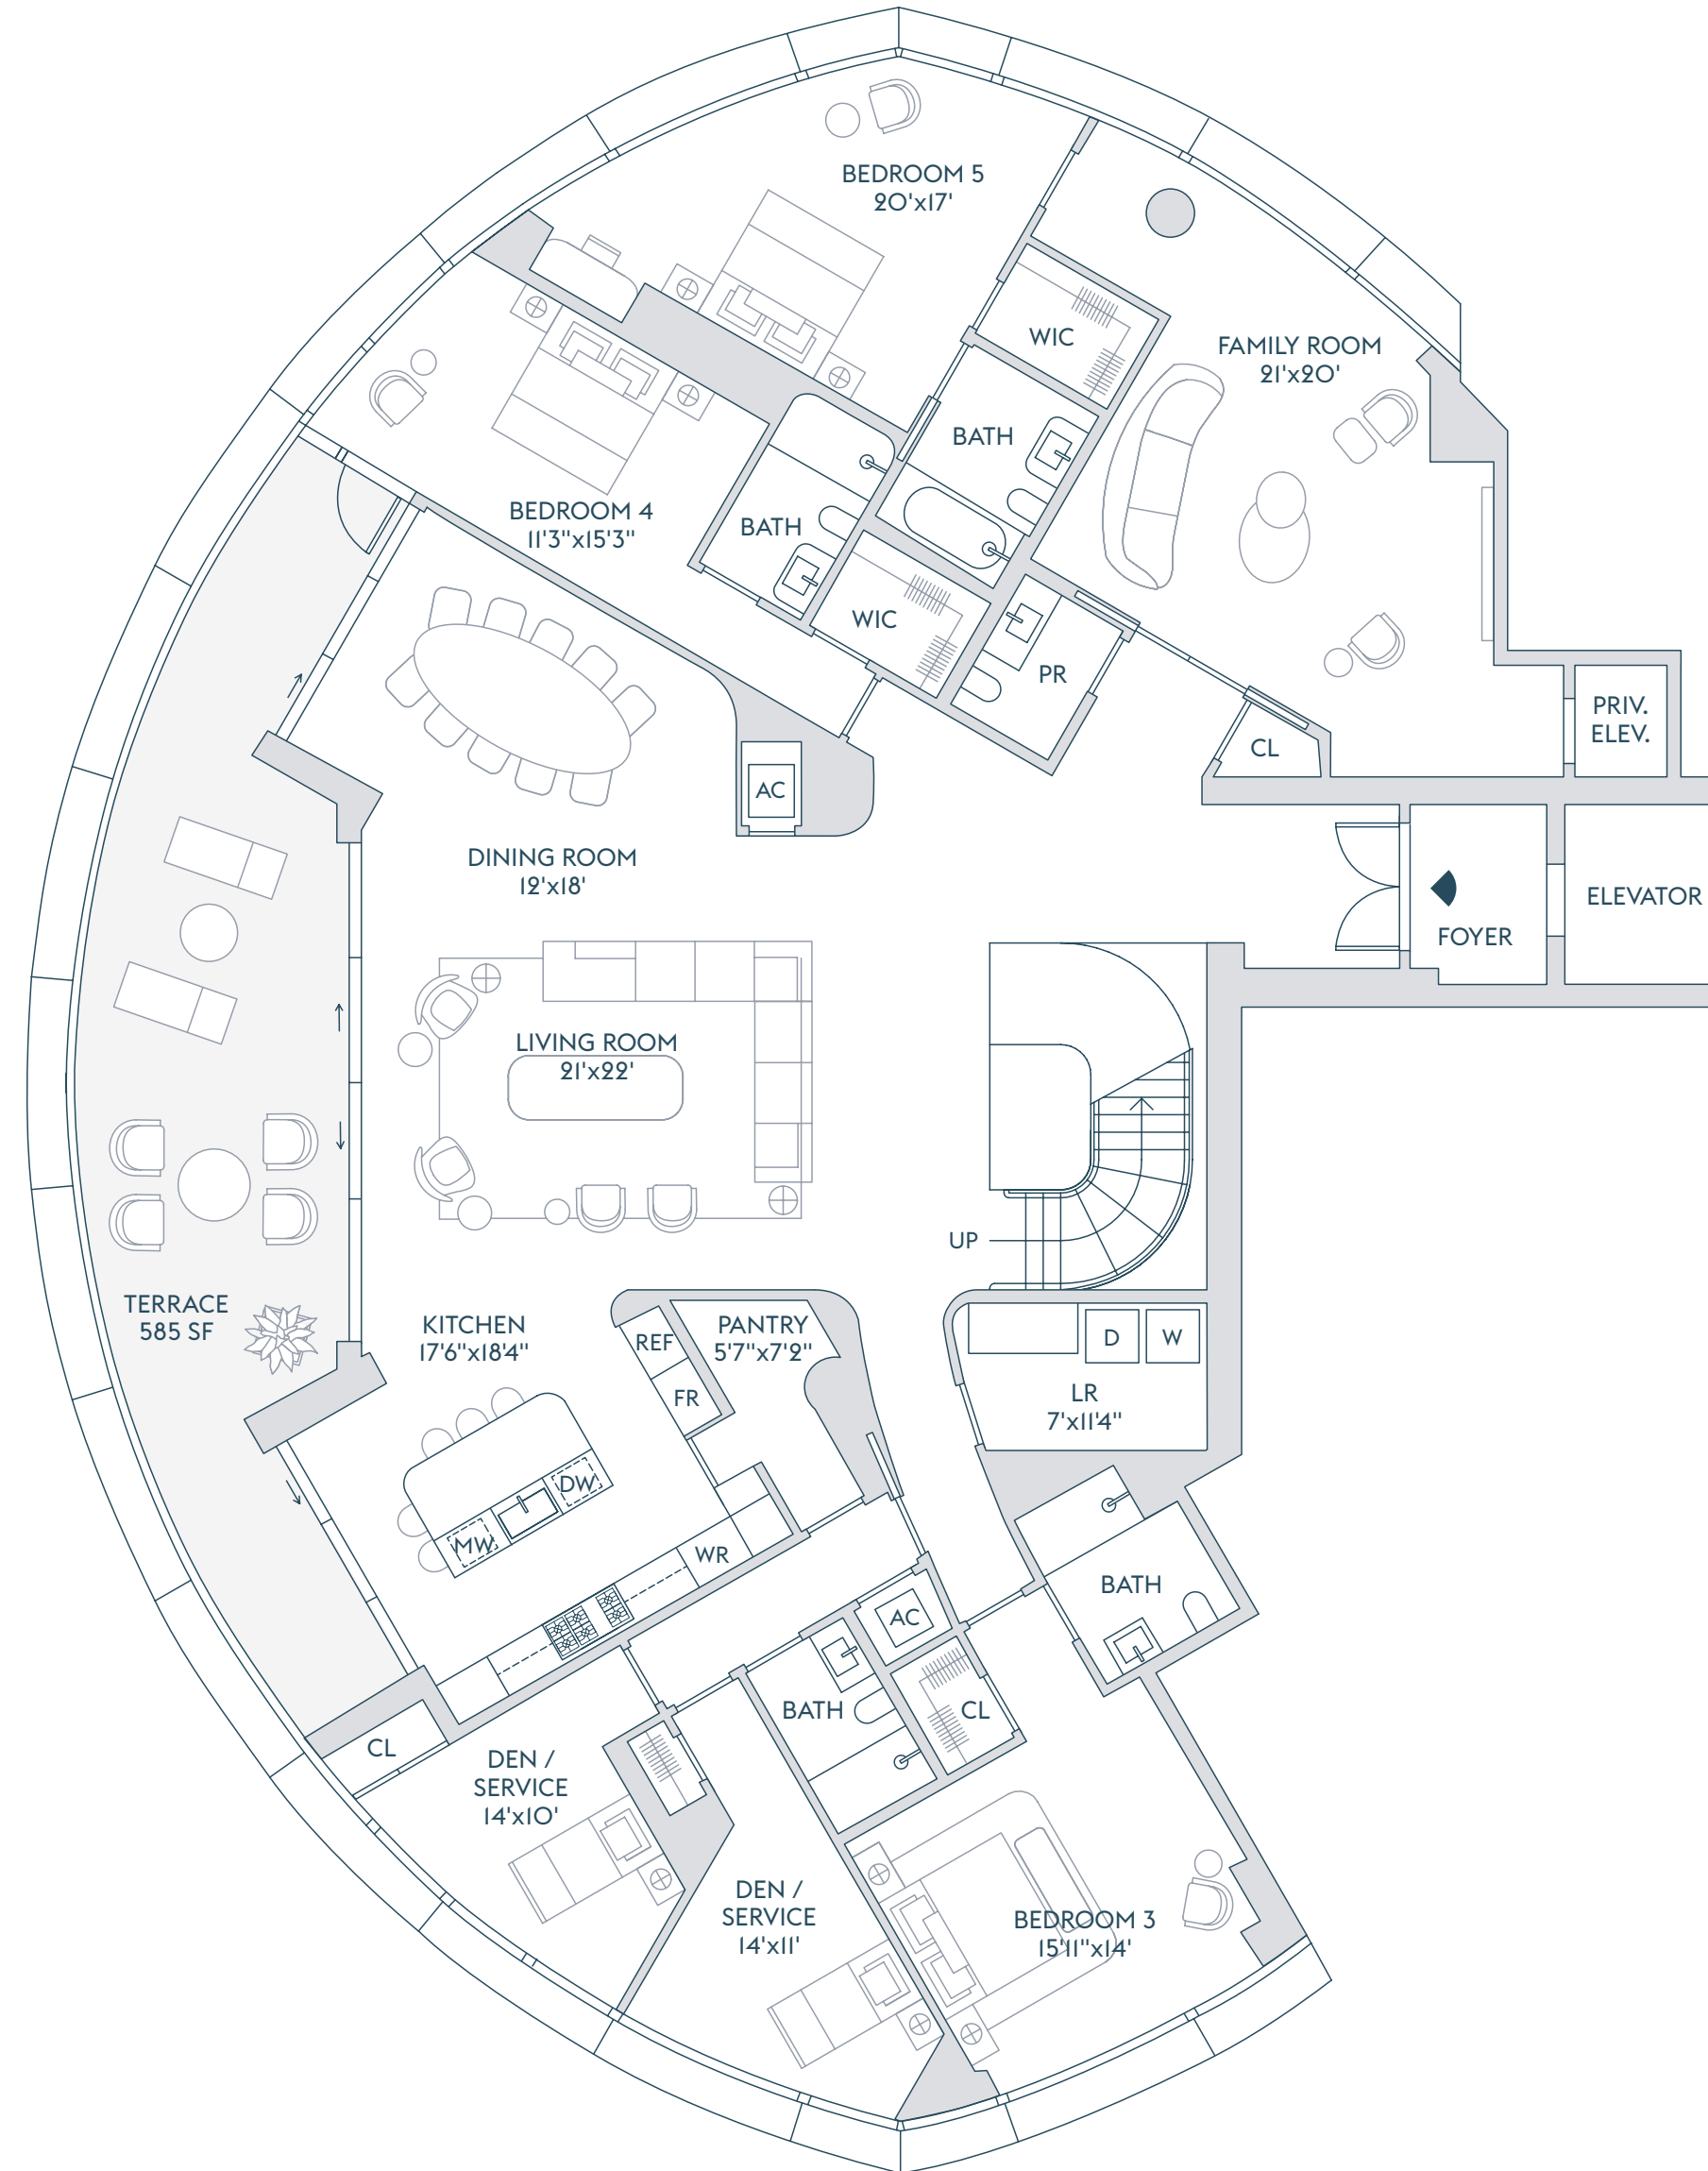 BEDROOM 5
20'x17'
WIC
FAMILY ROOM
21'x20'
BATH
BEDROOM 4
11'3"x15'3"
BATH
WIC
PR
PRIV.
ELEV.
CL
AC
DINING ROOM
12'x18'
ELEVATOR
FOYER
LIVING ROOM
21'x22'
UP
TERRACE
585 SF
KITCHEN
17'6"x18'4"
REF
PANTRY
5'7"x7'2"
D
W
FR
LR
7'x11'4"
DW
MW
WR
BATH
AC
BATH
CL
CL
DEN /
SERVICE
14'x10'
DEN /
SERVICE
14'x11'
BEDROOM 3
15'11"x14'